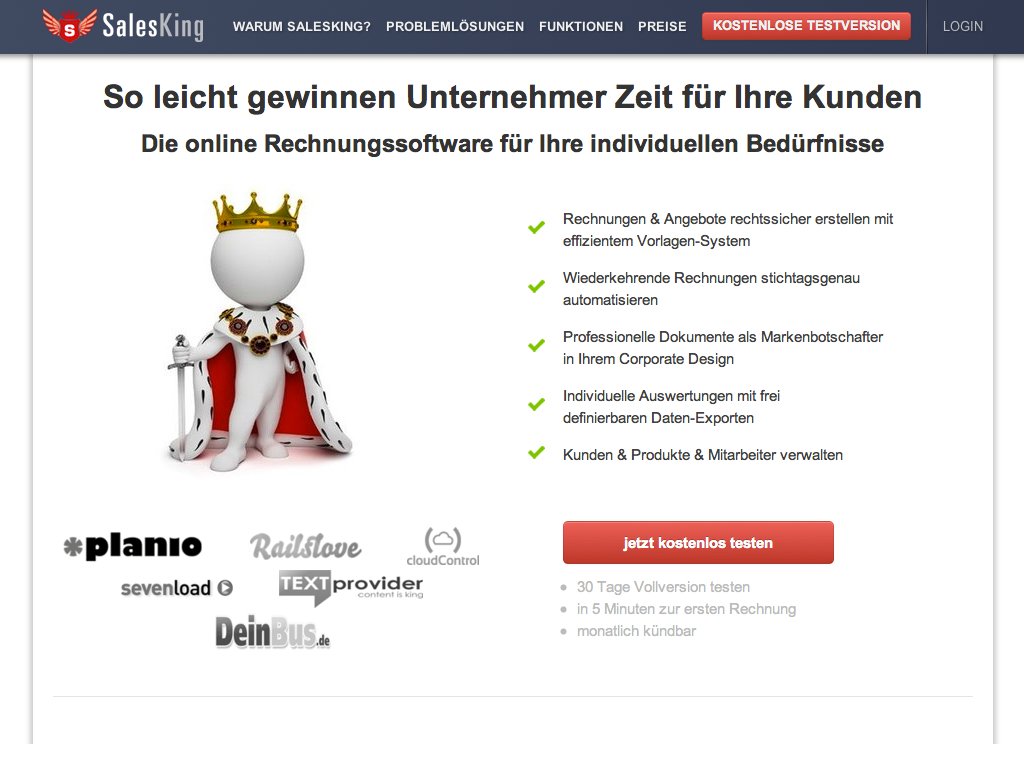 SalesKing
WARUM SALESKING? PROBLEMLÖSUNGEN FUNKTIONEN PREISE KOSTENLOSE TESTVERSION LOGIN
So leicht gewinnen Unternehmer Zeit für Ihre Kunden
Die online Rechnungssoftware für Ihre individuellen Bedürfnisse
Rechnungen & Angebote rechtssicher erstellen mit
effizientem Vorlagen-System
Wiederkehrende Rechnungen stichtagsgenau
automatisieren
Professionelle Dokumente als Markenbotschafter
in Ihrem Corporate Design
Individuelle Auswertungen mit frei
definierbaren Daten-Exporten
Kunden & Produkte & Mitarbeiter verwalten
planio
Railslove
cloudControl
sevenload
TEXTprovider
content is king
DeinBus.de
jetzt kostenlos testen
30 Tage Vollversion testen
in 5 Minuten zur ersten Rechnung
monatlich kündbar